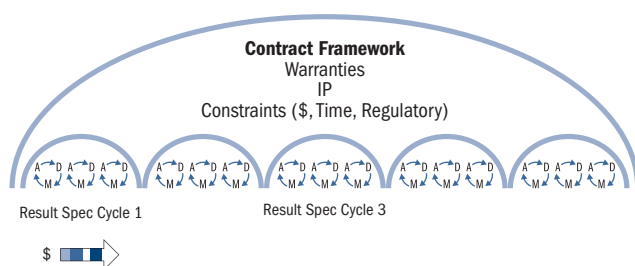 Contract Framework
Warranties
IP
Constraints ($, Time, Regulatory)
A D A D A D A D A D A D A D A D A D A D A D A D A D A D A D
M M M M M M M M M M M M M M M
Result Spec Cycle 1 Result Spec Cycle 3
$